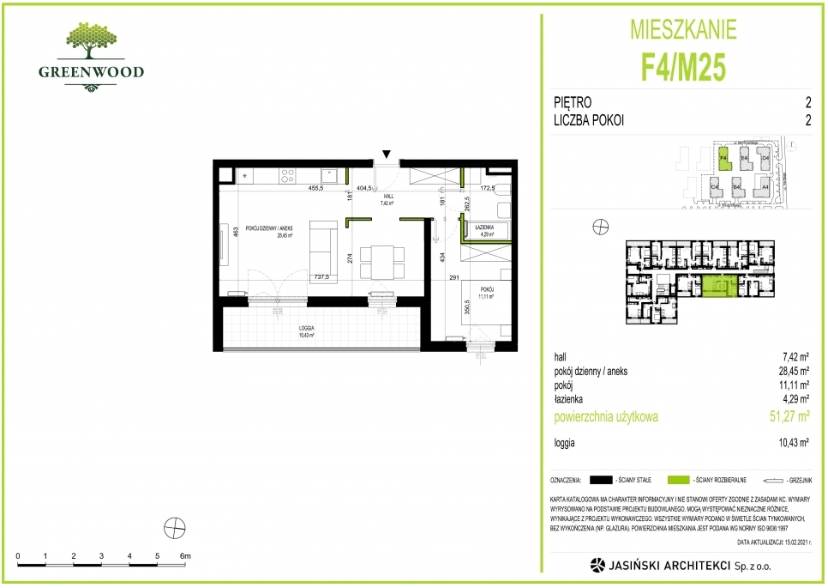 GREENWOOD
MIESZKANIE
F4/M25
PIĘTRO 2
LICZBA POKOI 2
F4 E4 D4
C4 B4 A4
455,5
404,5
172,5
181
HALL
7,42 m²
181
262,5
ŁAZIENKA
4,29 m²
463
POKÓJ DZIENNY / ANEKS
28,45 m²
274
434
737,5
291
POKÓJ
11,11 m²
350,5
LOGGIA
10,43 m²
hall 7,42 m²
pokój dzienny / aneks 28,45 m²
pokój 11,11 m²
łazienka 4,29 m²
powierzchnia użytkowa 51,27 m²
loggia 10,43 m²
OZNACZENIA: - ŚCIANY STAŁE - ŚCIANY ROZBIERALNE - GRZEJNIK
KARTA KATALOGOWA MA CHARAKTER INFORMACYJNY I NIE STANOWI OFERTY ZGODNIE Z ZASADAMI KC. WYMIARY
WYRYSOWANO NA PODSTAWIE PROJEKTU BUDOWLANEGO. MOGĄ WYSTĘPOWAĆ NIEZNACZNE RÓŻNICE,
WYNIKAJĄCE Z PROJEKTU WYKONAWCZEGO. WSZYSTKIE WYMIARY PODANO W ŚWIETLE ŚCIAN TYNKOWANYCH,
BEZ WYKOŃCZENIA (NP. GLAZURA). POWIERZCHNIA MIESZKANIA JEST PODANA WG NORMY ISO 9836:1997
DATA AKTUALIZACJI: 15.02.2021 r.
0 1 2 3 4 5 6m
JASIŃSKI ARCHITEKCI Sp. z o.o.